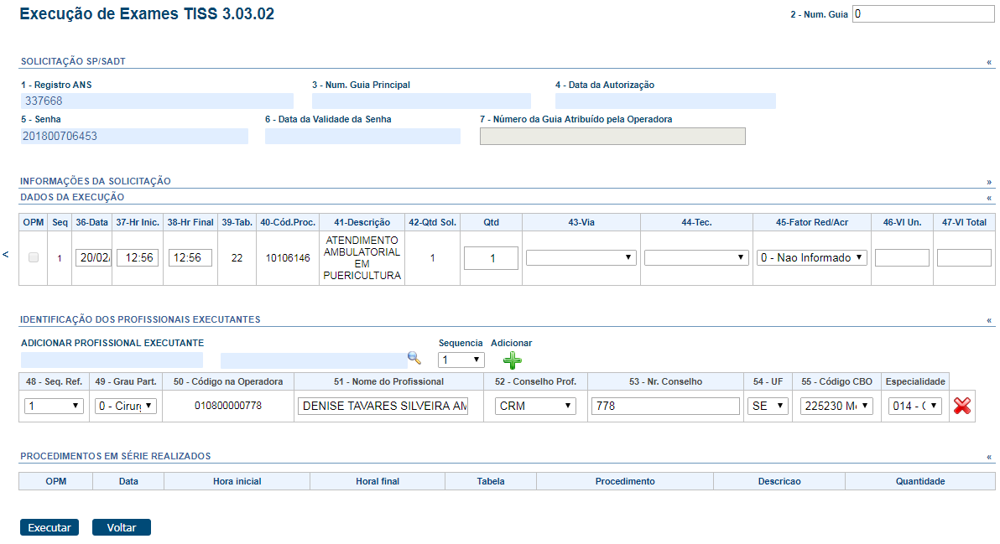 Execução de Exames TISS 3.03.02
2 - Num. Guia 0
SOLICITAÇÃO SP/SADT «
1 - Registro ANS 3 - Num. Guia Principal 4 - Data da Autorização
337668
5 - Senha 6 - Data da Validade da Senha 7 - Número da Guia Atribuído pela Operadora
201800706453
INFORMAÇÕES DA SOLICITAÇÃO »
DADOS DA EXECUÇÃO «
OPM Seq 36-Data 37-Hr Inic. 38-Hr Final 39-Tab. 40-Cód.Proc. 41-Descrição 42-Qtd Sol. Qtd 43-Via 44-Tec. 45-Fator Red/Acr 46-Vl Un. 47-Vl Total
<
1 20/02/ 12:56 12:56 22 10106146 ATENDIMENTO AMBULATORIAL EM PUERICULTURA 1 1 0 - Nao Informado
IDENTIFICAÇÃO DOS PROFISSIONAIS EXECUTANTES «
ADICIONAR PROFISSIONAL EXECUTANTE Sequencia Adicionar
1
48 - Seq. Ref. 49 - Grau Part. 50 - Código na Operadora 51 - Nome do Profissional 52 - Conselho Prof. 53 - Nr. Conselho 54 - UF 55 - Código CBO Especialidade
1 0 - Cirurg 010800000778 DENISE TAVARES SILVEIRA AM CRM 778 SE 225230 Mé 014 - C
PROCEDIMENTOS EM SÉRIE REALIZADOS «
OPM Data Hora inicial Horal final Tabela Procedimento Descricao Quantidade
Executar Voltar